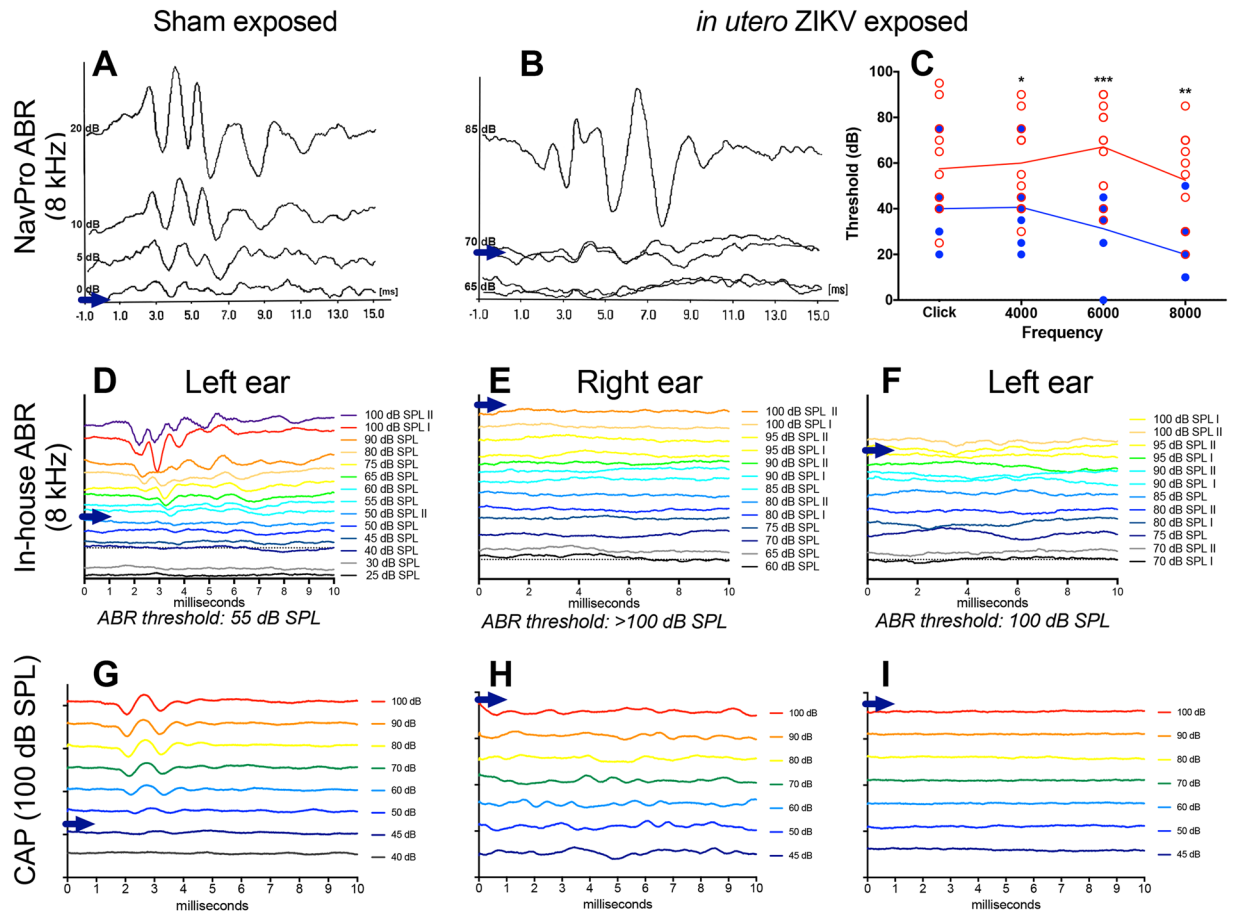 Sham exposed
in utero ZIKV exposed
NavPro ABR
(8 kHz)
A
20 dB
10 dB
5 dB
0 dB
[ms]
-1.0 1.0 3.0 5.0 7.0 9.0 11.0 13.0 15.0
B
85 dB
70 dB
65 dB
[ms]
-1.0 1.0 3.0 5.0 7.0 9.0 11.0 13.0 15.0
C
* *** **
Threshold (dB)
100
80
60
40
20
0
Click 4000 6000 8000
Frequency
In-house ABR
(8 kHz)
D Left ear
100 dB SPL II
100 dB SPL I
90 dB SPL
80 dB SPL
75 dB SPL
65 dB SPL
60 dB SPL
55 dB SPL
50 dB SPL II
50 dB SPL
45 dB SPL
40 dB SPL
30 dB SPL
25 dB SPL
0 1 2 3 4 5 6 7 8 9 10
milliseconds
ABR threshold: 55 dB SPL
E Right ear
100 dB SPL II
100 dB SPL I
95 dB SPL II
95 dB SPL I
90 dB SPL II
90 dB SPL I
85 dB SPL
80 dB SPL II
80 dB SPL I
75 dB SPL
70 dB SPL
65 dB SPL
60 dB SPL
0 2 4 6 8 10
milliseconds
ABR threshold: >100 dB SPL
F Left ear
100 dB SPL I
100 dB SPL II
95 dB SPL II
95 dB SPL I
90 dB SPL II
90 dB SPL I
85 dB SPL
80 dB SPL II
80 dB SPL I
75 dB SPL
70 dB SPL II
70 dB SPL I
0 2 4 6 8 10
milliseconds
ABR threshold: 100 dB SPL
CAP (100 dB SPL)
G
100 dB
90 dB
80 dB
70 dB
60 dB
50 dB
45 dB
40 dB
0 1 2 3 4 5 6 7 8 9 10
milliseconds
H
100 dB
90 dB
80 dB
70 dB
60 dB
50 dB
45 dB
0 1 2 3 4 5 6 7 8 9 10
milliseconds
I
100 dB
90 dB
80 dB
70 dB
60 dB
50 dB
45 dB
0 1 2 3 4 5 6 7 8 9 10
milliseconds